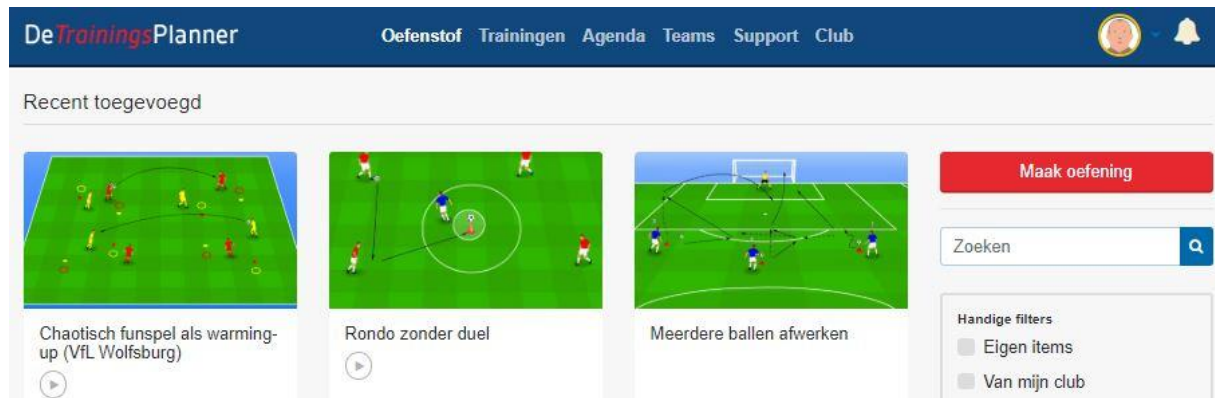 DeTrainingsPlanner
Oefenstof Trainingen Agenda Teams Support Club
Recent toegevoegd
Chaotisch funspel als warming-
up (VfL Wolfsburg)
Rondo zonder duel
Meerdere ballen afwerken
Maak oefening
Zoeken
Handige filters
Eigen items
Van mijn club